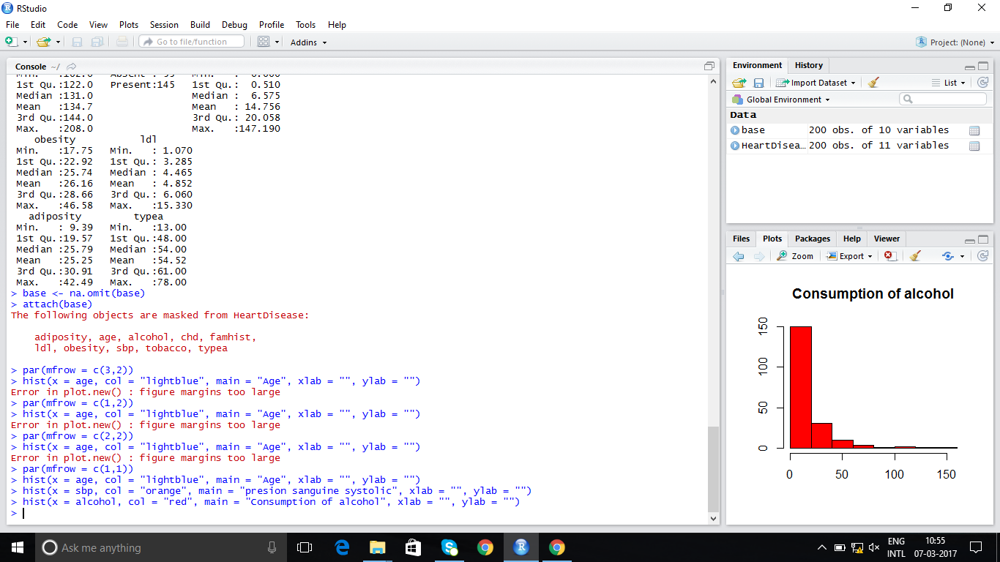 RStudio
File Edit Code View Plots Session Build Debug Profile Tools Help
Go to file/function Addins Project: (None)
Console ~/
Min. :102.0 Absent : 55 Min. : 0.000
1st Qu.:122.0 Present:145 1st Qu.: 0.510
Median :131.0 Median : 6.575
Mean :134.7 Mean : 14.756
3rd Qu.:144.0 3rd Qu.: 20.058
Max. :208.0 Max. :147.190
obesity ldl
Min. :17.75 Min. : 1.070
1st Qu.:22.92 1st Qu.: 3.285
Median :25.74 Median : 4.465
Mean :26.16 Mean : 4.852
3rd Qu.:28.66 3rd Qu.: 6.060
Max. :46.58 Max. :15.330
adiposity typea
Min. : 9.39 Min. :13.00
1st Qu.:19.57 1st Qu.:48.00
Median :25.79 Median :54.00
Mean :25.25 Mean :54.52
3rd Qu.:30.91 3rd Qu.:61.00
Max. :42.49 Max. :78.00
> base <- na.omit(base)
> attach(base)
The following objects are masked from HeartDisease:
adiposity, age, alcohol, chd, famhist,
ldl, obesity, sbp, tobacco, typea
> par(mfrow = c(3,2))
> hist(x = age, col = "lightblue", main = "Age", xlab = "", ylab = "")
Error in plot.new() : figure margins too large
> par(mfrow = c(1,2))
> hist(x = age, col = "lightblue", main = "Age", xlab = "", ylab = "")
Error in plot.new() : figure margins too large
> par(mfrow = c(2,2))
> hist(x = age, col = "lightblue", main = "Age", xlab = "", ylab = "")
Error in plot.new() : figure margins too large
> par(mfrow = c(1,1))
> hist(x = age, col = "lightblue", main = "Age", xlab = "", ylab = "")
> hist(x = sbp, col = "orange", main = "presion sanguine systolic", xlab = "", ylab = "")
> hist(x = alcohol, col = "red", main = "Consumption of alcohol", xlab = "", ylab = "")
>
Environment History
Import Dataset List
Global Environment
Data
base 200 obs. of 10 variables
HeartDisea… 200 obs. of 11 variables
Files Plots Packages Help Viewer
Zoom Export
Consumption of alcohol
150
100
50
0
0 50 100 150
Ask me anything
ENG 10:55
INTL 07-03-2017